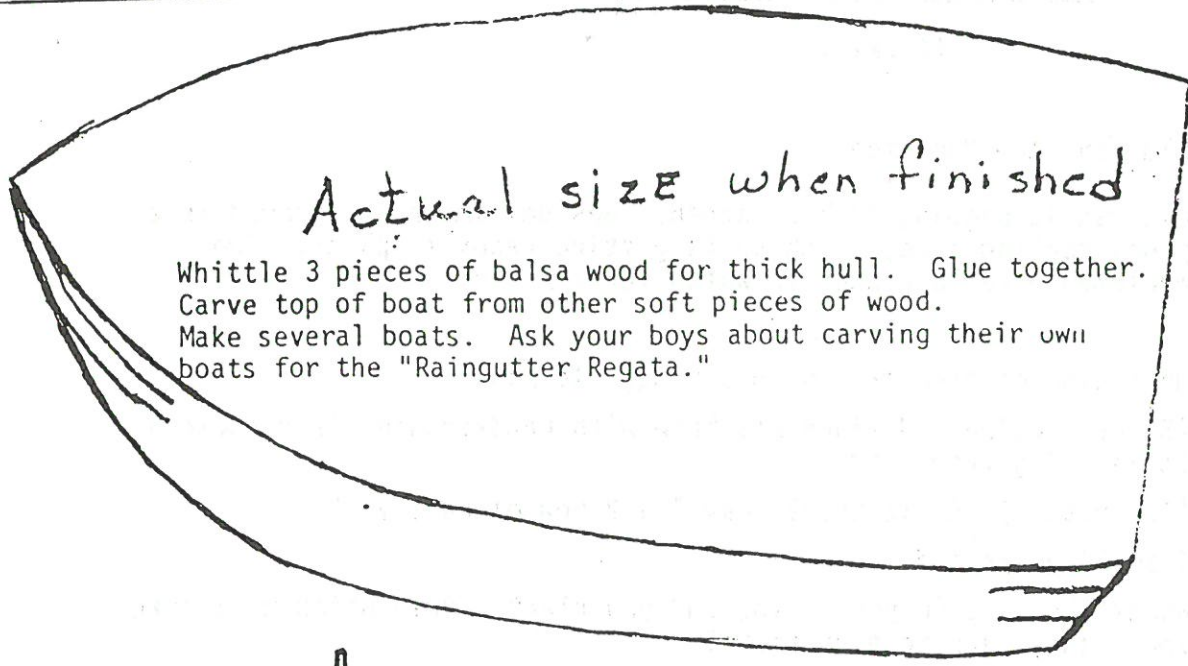 Actual sizE when finished
Whittle 3 pieces of balsa wood for thick hull. Glue together.
Carve top of boat from other soft pieces of wood.
Make several boats. Ask your boys about carving their own
boats for the "Raingutter Regata."